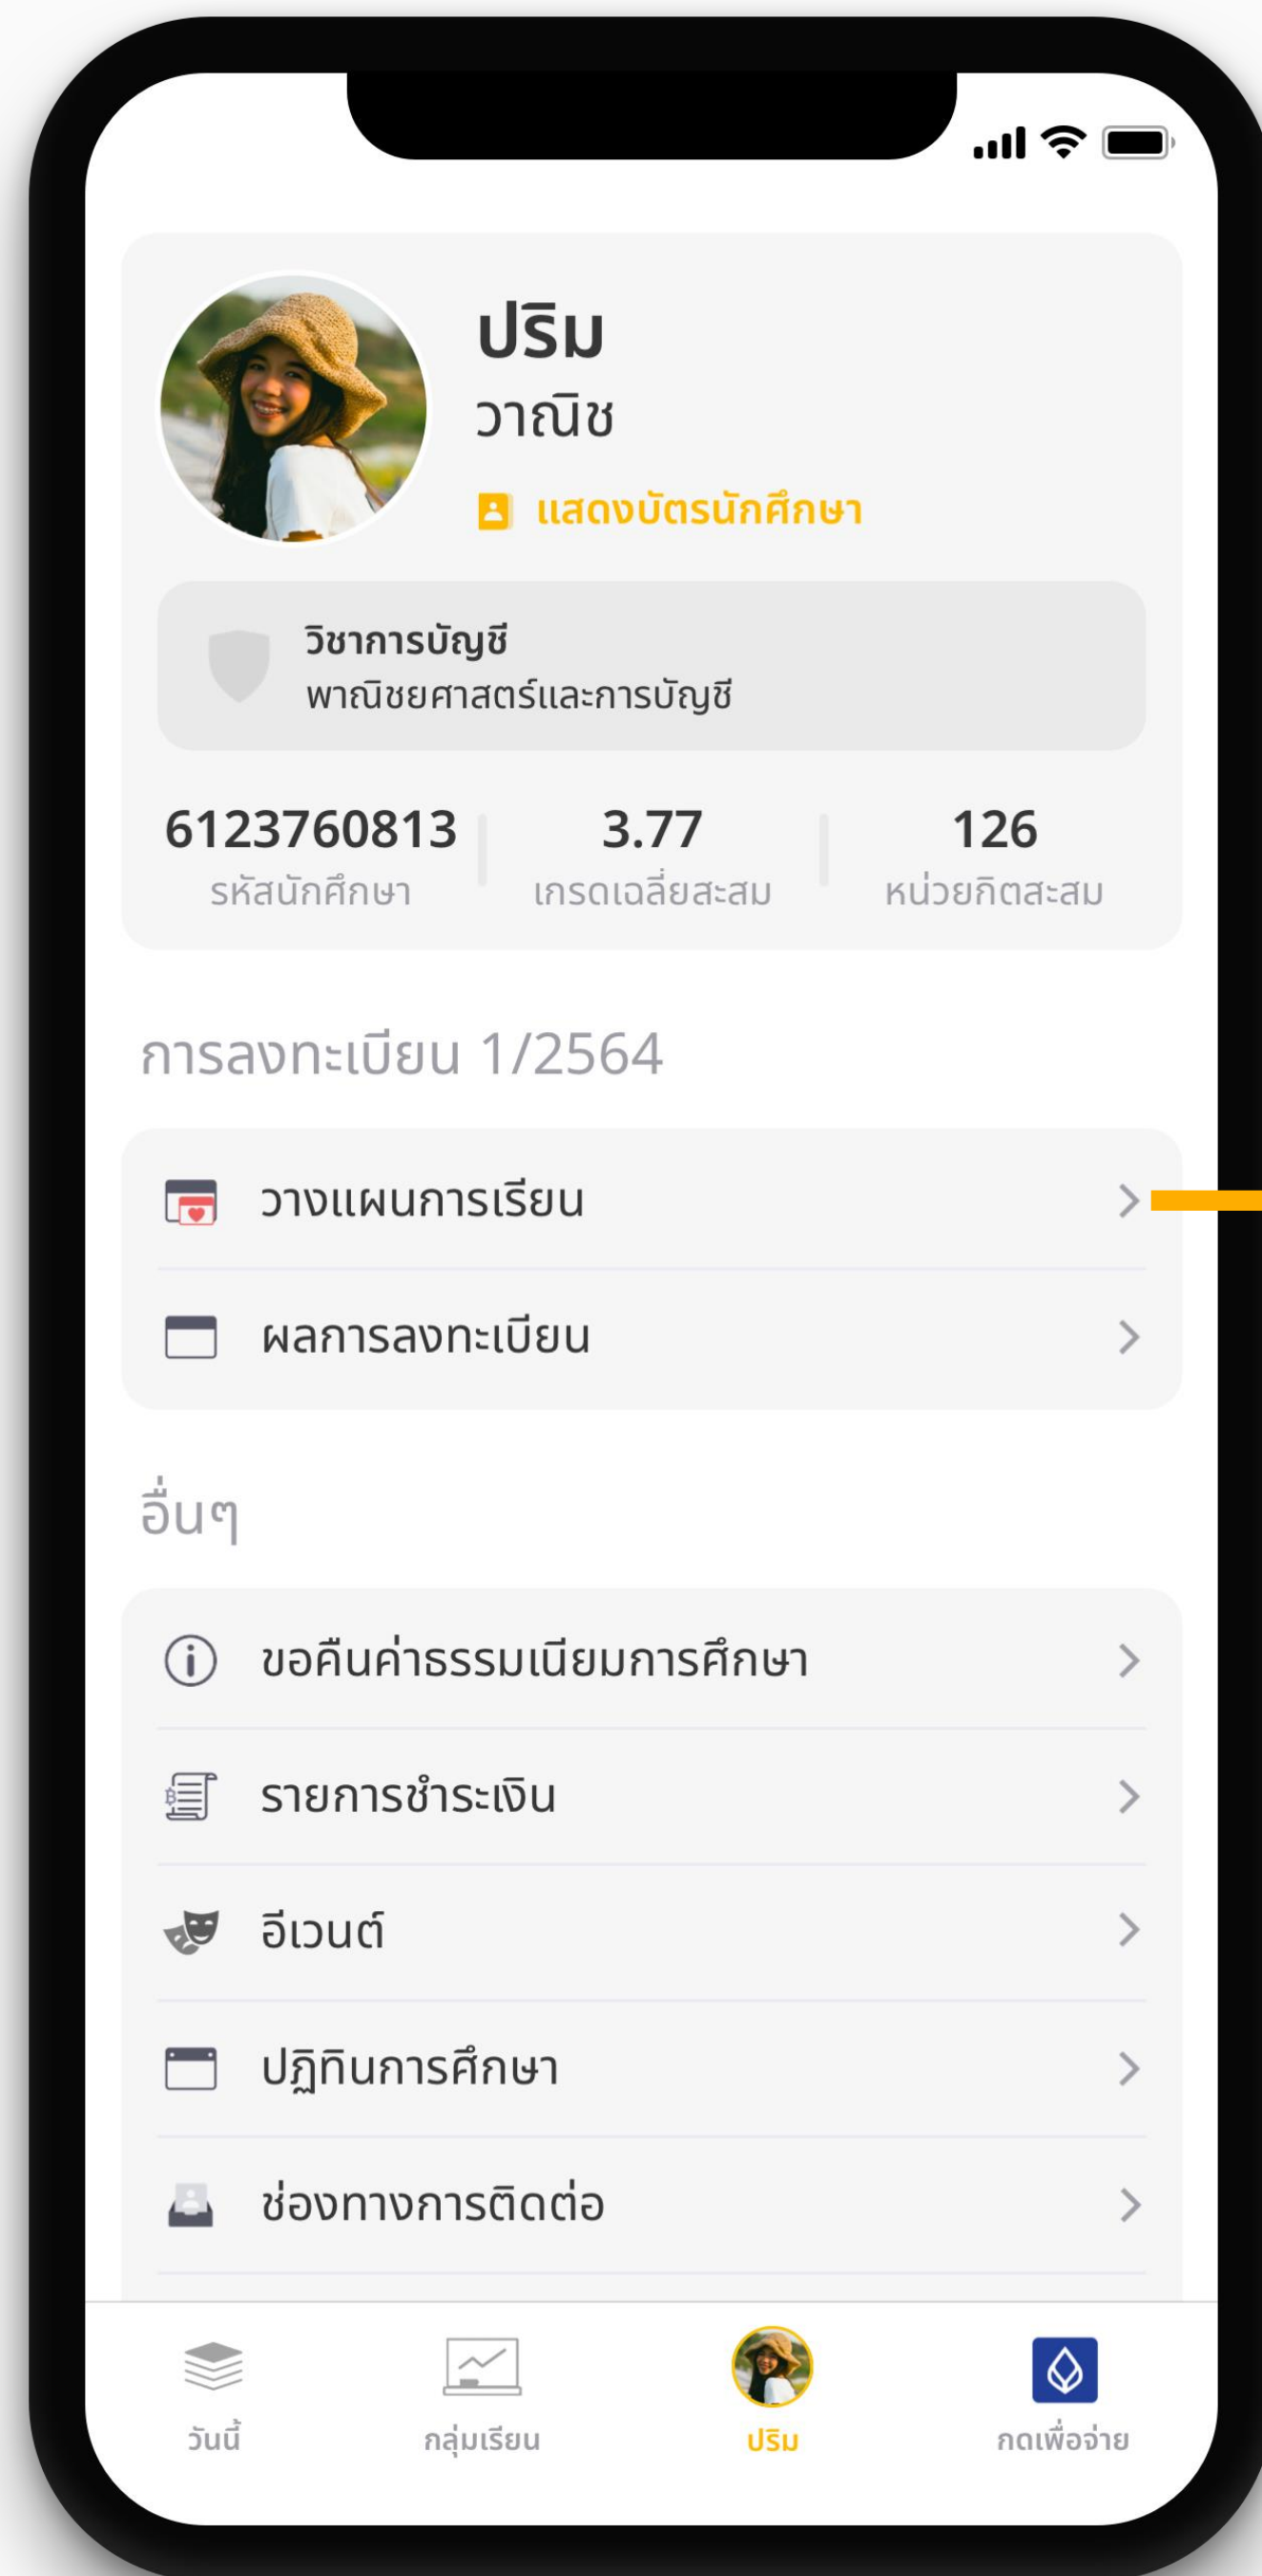 ปริม
วาณิช
แสดงบัตรนักศึกษา
วิชาการบัญชี
พาณิชยศาสตร์และการบัญชี
6123760813 3.77 126
รหัสนักศึกษา เกรดเฉลี่ยสะสม หน่วยกิตสะสม
การลงทะเบียน 1/2564
วางแผนการเรียน
ผลการลงทะเบียน
อื่นๆ
ขอคืนค่าธรรมเนียมการศึกษา
รายการชำระเงิน
อีเวนต์
ปฏิทินการศึกษา
ช่องทางการติดต่อ
วันนี้ กลุ่มเรียน ปริม กดเพื่อจ่าย